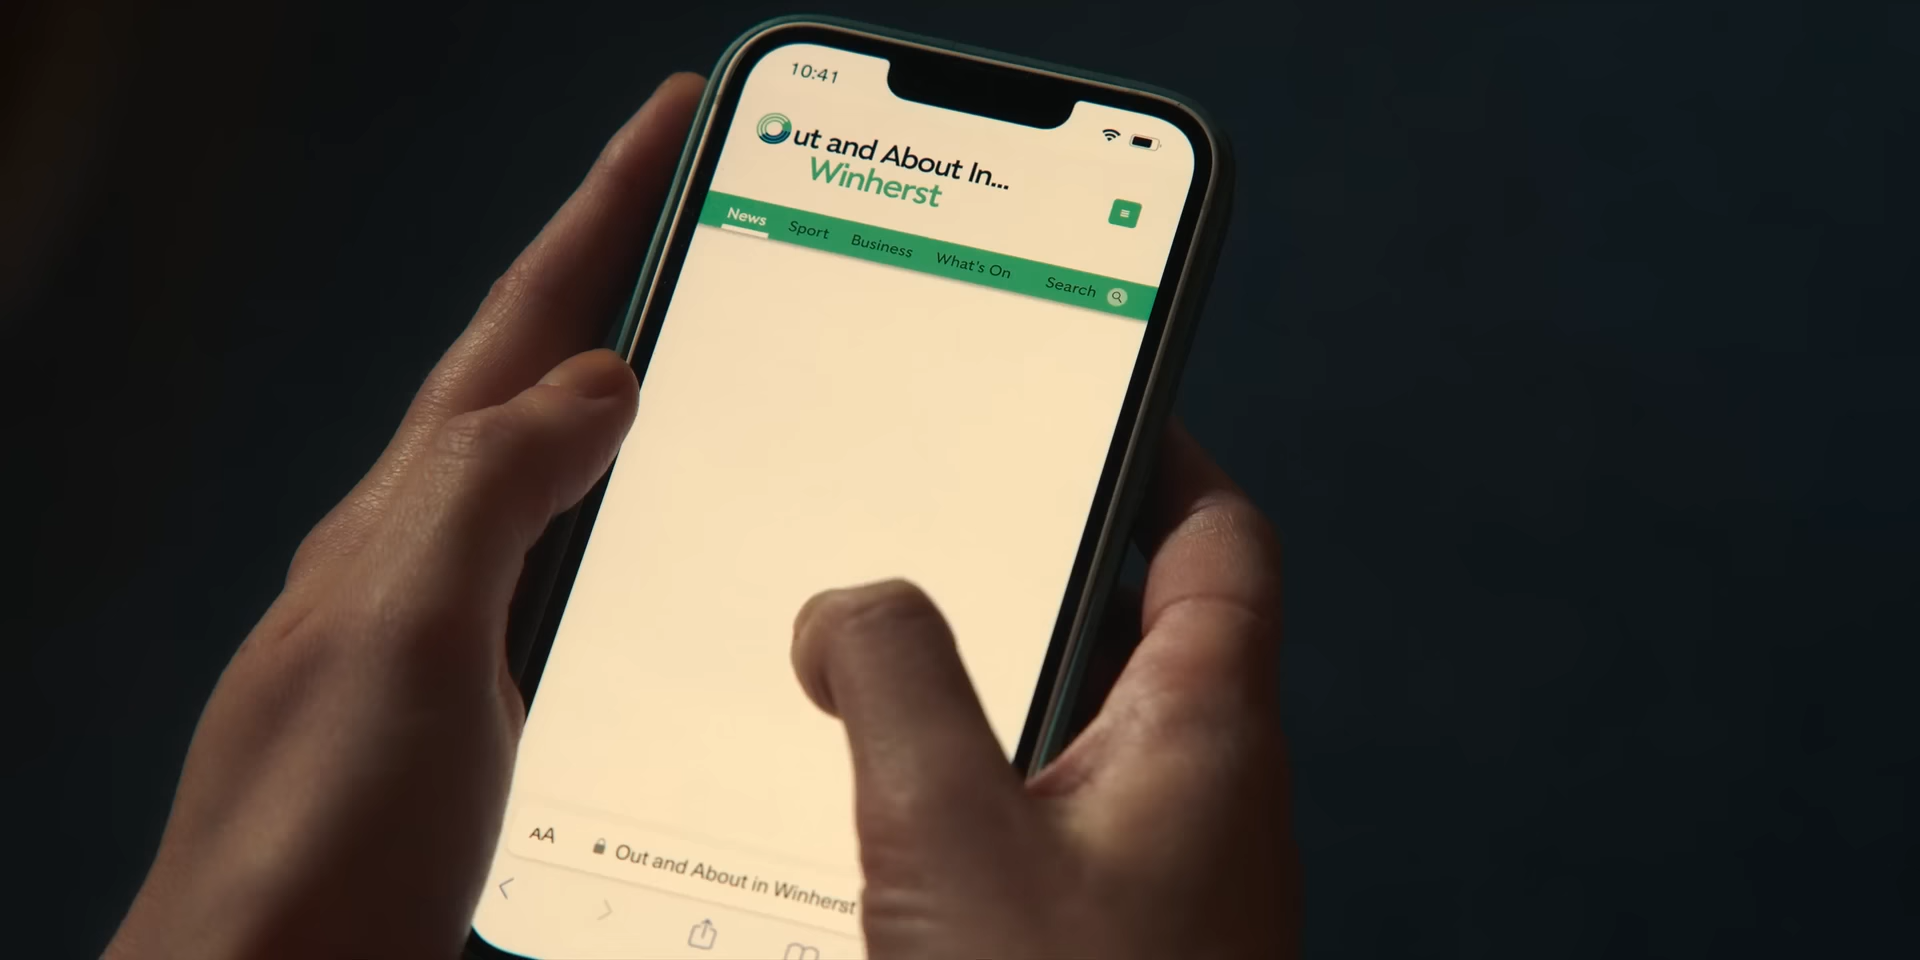 10:41
Out and About In...
Winherst
News Sport Business What's On Search
AA Out and About in Winherst